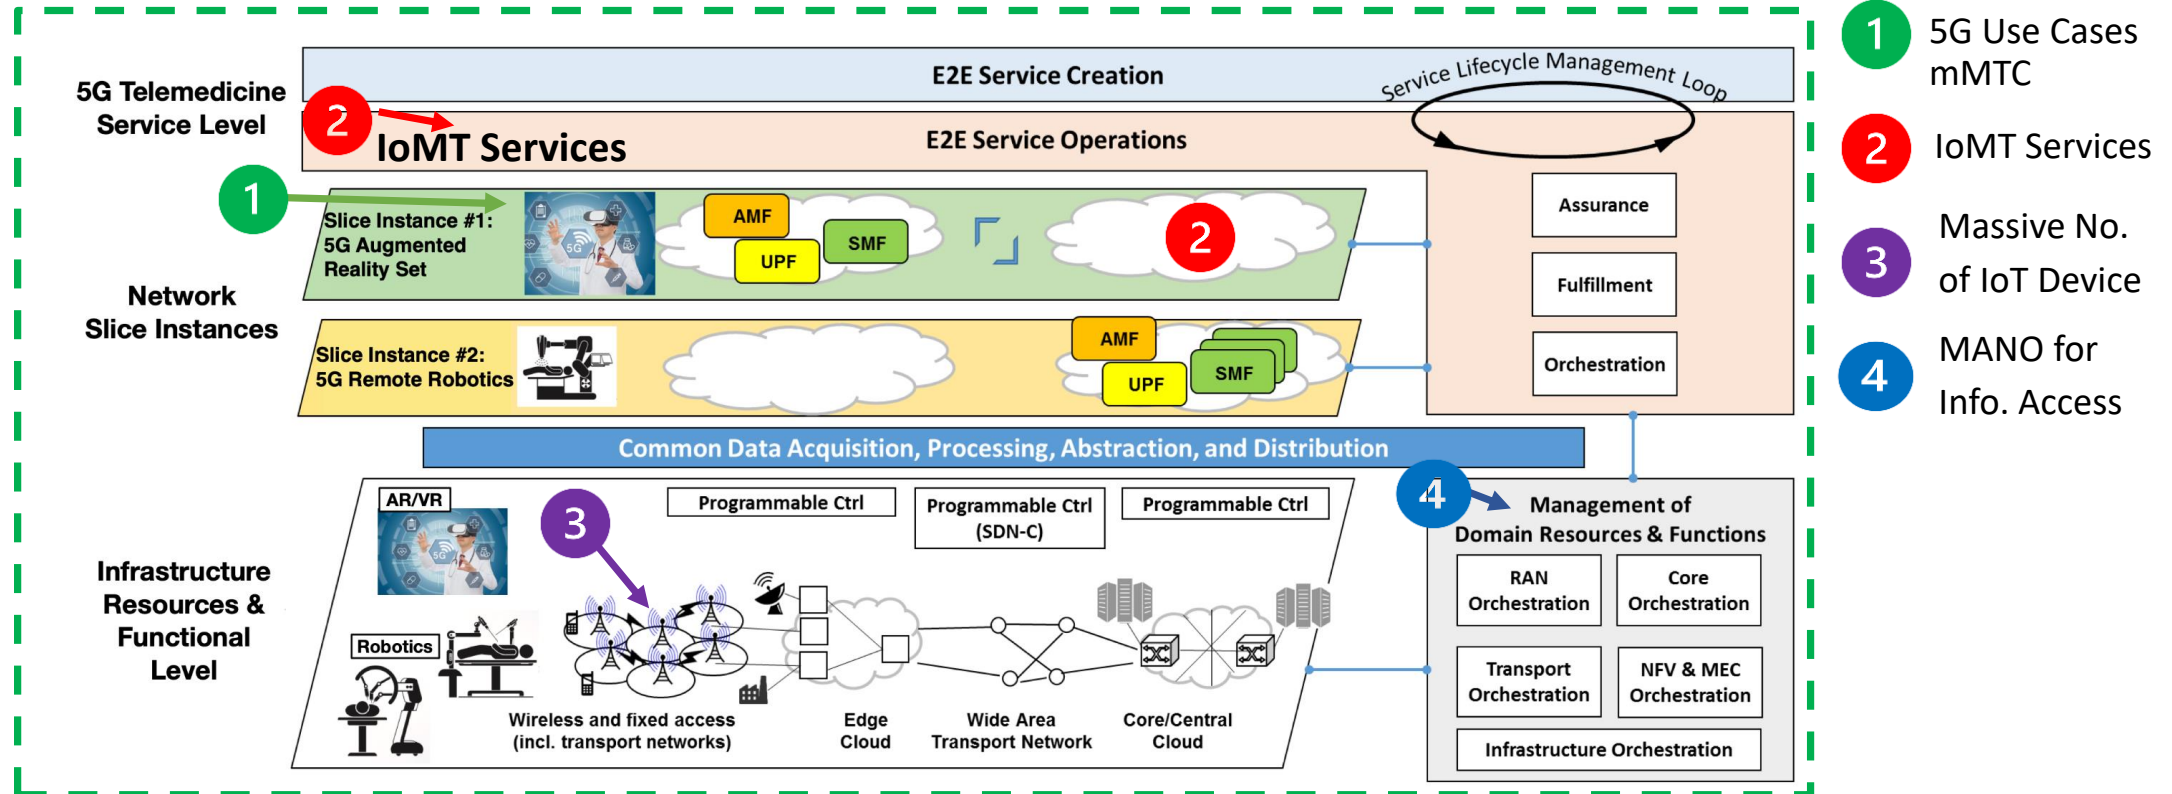 E2E Service Creation
Service Lifecycle Management Loop
5G Telemedicine
Service Level
2
IoMT Services
E2E Service Operations
1
Slice Instance #1:
5G Augmented
Reality Set
5G
AMF
UPF
SMF
2
Assurance
Fulfillment
Orchestration
Network
Slice Instances
Slice Instance #2:
5G Remote Robotics
AMF
UPF
SMF
Common Data Acquisition, Processing, Abstraction, and Distribution
Infrastructure
Resources &
Functional
Level
AR/VR
5G
3
Programmable Ctrl
Programmable Ctrl
(SDN-C)
Programmable Ctrl
Robotics
Wireless and fixed access
(incl. transport networks)
Edge
Cloud
Wide Area
Transport Network
Core/Central
Cloud
4
Management of
Domain Resources & Functions
RAN
Orchestration
Core
Orchestration
Transport
Orchestration
NFV & MEC
Orchestration
Infrastructure Orchestration
1
5G Use Cases
mMTC
2
IoMT Services
3
Massive No.
of IoT Device
4
MANO for
Info. Access